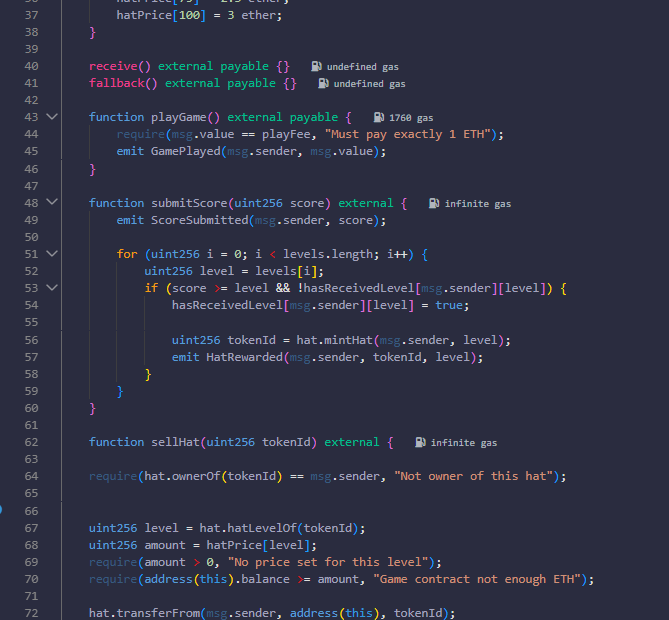 37 hatPrice[100] = 3 ether;
38 }
39
40 receive() external payable {} undefined gas
41 fallback() external payable {} undefined gas
42
43 function playGame() external payable { 1760 gas
44 require(msg.value == playFee, "Must pay exactly 1 ETH");
45 emit GamePlayed(msg.sender, msg.value);
46 }
47
48 function submitScore(uint256 score) external { infinite gas
49 emit ScoreSubmitted(msg.sender, score);
50
51 for (uint256 i = 0; i < levels.length; i++) {
52 uint256 level = levels[i];
53 if (score >= level && !hasReceivedLevel[msg.sender][level]) {
54 hasReceivedLevel[msg.sender][level] = true;
55
56 uint256 tokenId = hat.mintHat(msg.sender, level);
57 emit HatRewarded(msg.sender, tokenId, level);
58 }
59 }
60 }
61
62 function sellHat(uint256 tokenId) external { infinite gas
63
64 require(hat.ownerOf(tokenId) == msg.sender, "Not owner of this hat");
65
66
67 uint256 level = hat.hatLevelOf(tokenId);
68 uint256 amount = hatPrice[level];
69 require(amount > 0, "No price set for this level");
70 require(address(this).balance >= amount, "Game contract not enough ETH");
71
72 hat.transferFrom(msg.sender, address(this), tokenId);